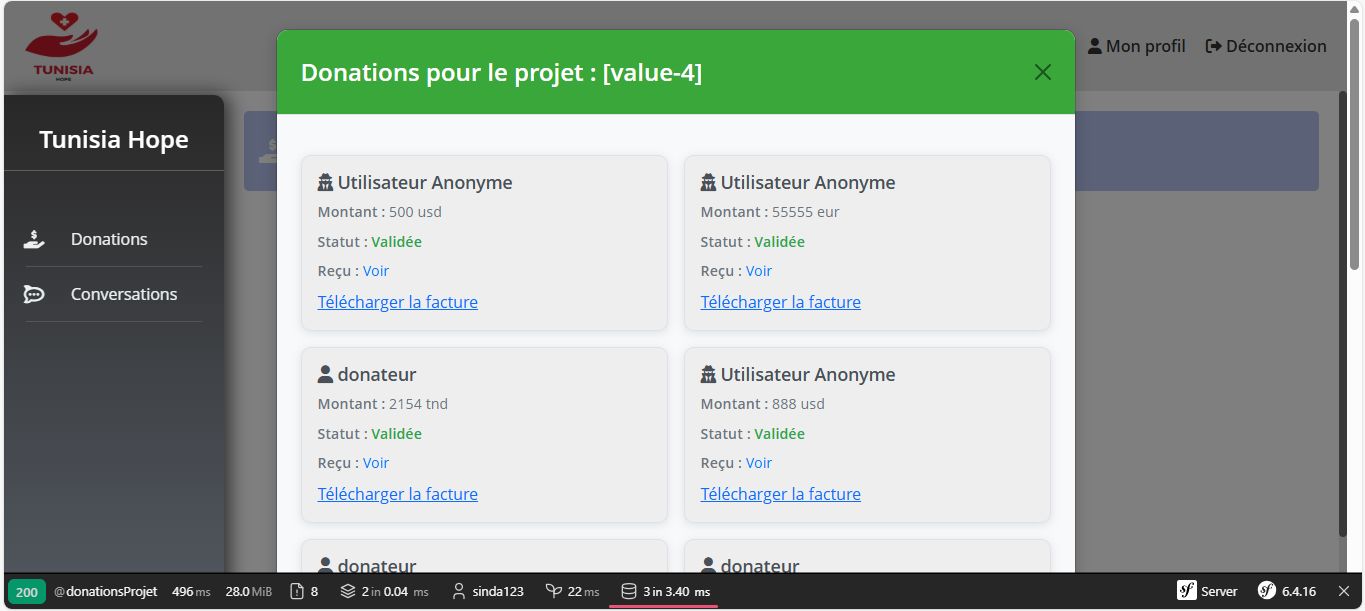 TUNISIA
HOPE
Mon profil
Déconnexion
Donations pour le projet : [value-4]
Tunisia Hope
Donations
Conversations
Utilisateur Anonyme
Montant : 500 usd
Statut : Validée
Reçu : Voir
Télécharger la facture
Utilisateur Anonyme
Montant : 55555 eur
Statut : Validée
Reçu : Voir
Télécharger la facture
donateur
Montant : 2154 tnd
Statut : Validée
Reçu : Voir
Télécharger la facture
Utilisateur Anonyme
Montant : 888 usd
Statut : Validée
Reçu : Voir
Télécharger la facture
donateur
donateur
200 @donationsProjet 496 ms 28.0 MiB 8 2 in 0.04 ms sinda123 22 ms 3 in 3.40 ms Server 6.4.16